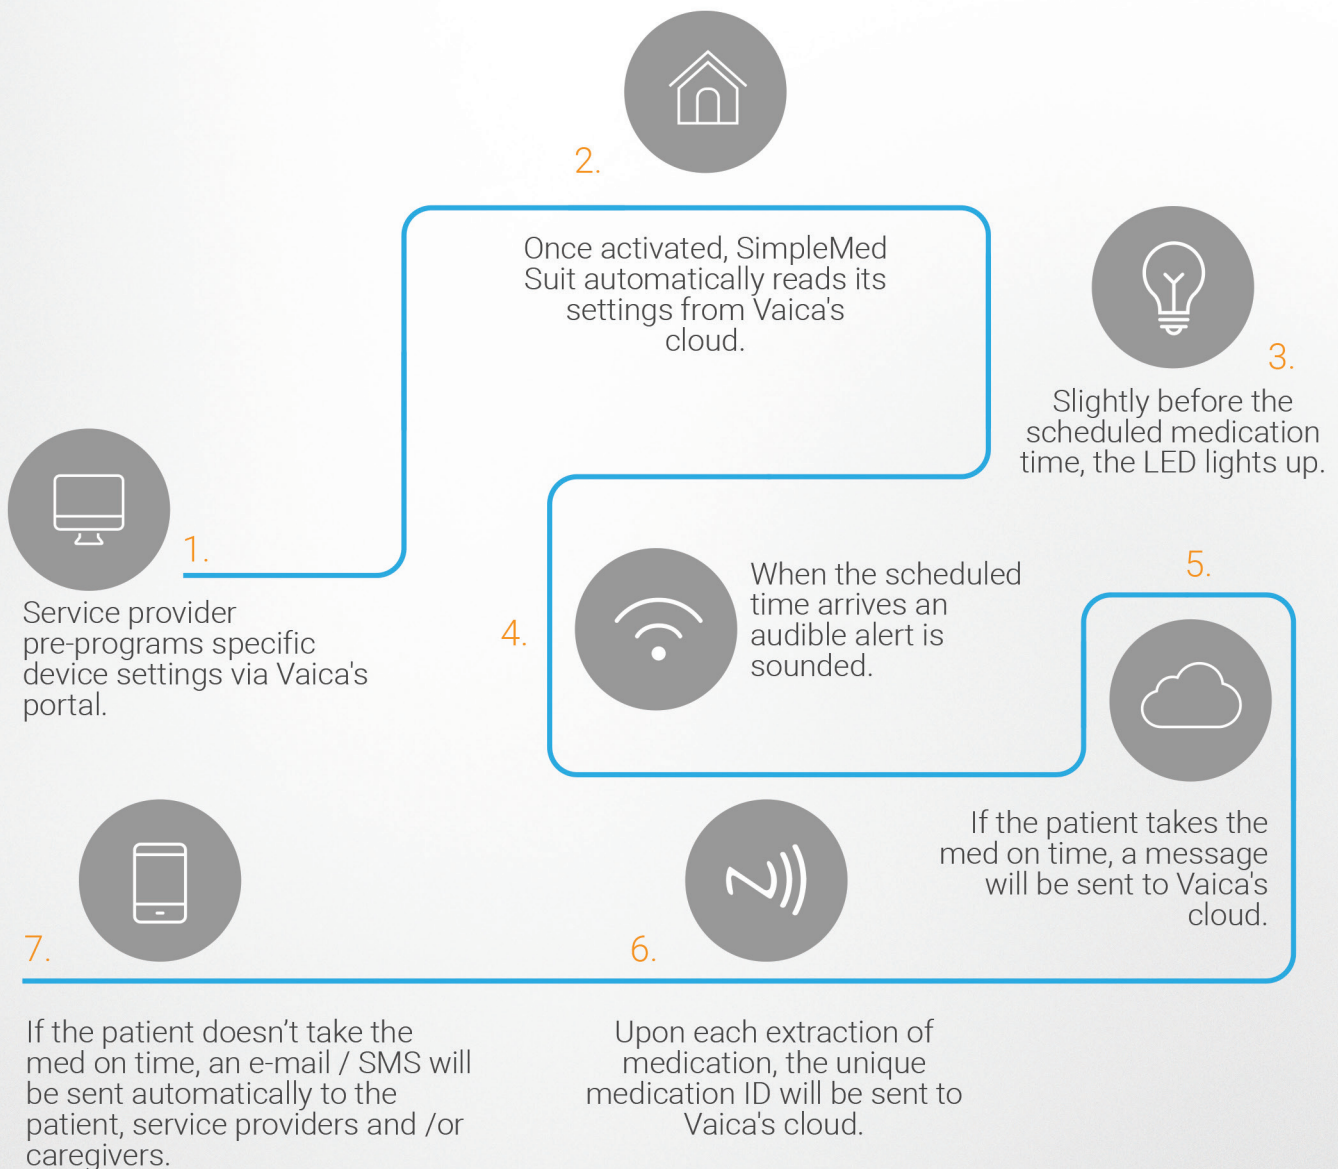 1.
Service provider
pre-programs specific
device settings via Vaica's
portal.
2.
Once activated, SimpleMed
Suit automatically reads its
settings from Vaica's
cloud.
3.
Slightly before the
scheduled medication
time, the LED lights up.
4.
When the scheduled
time arrives an
audible alert is
sounded.
5.
If the patient takes the
med on time, a message
will be sent to Vaica's
cloud.
6.
Upon each extraction of
medication, the unique
medication ID will be sent to
Vaica's cloud.
7.
If the patient doesn’t take the
med on time, an e-mail / SMS will
be sent automatically to the
patient, service providers and /or
caregivers.